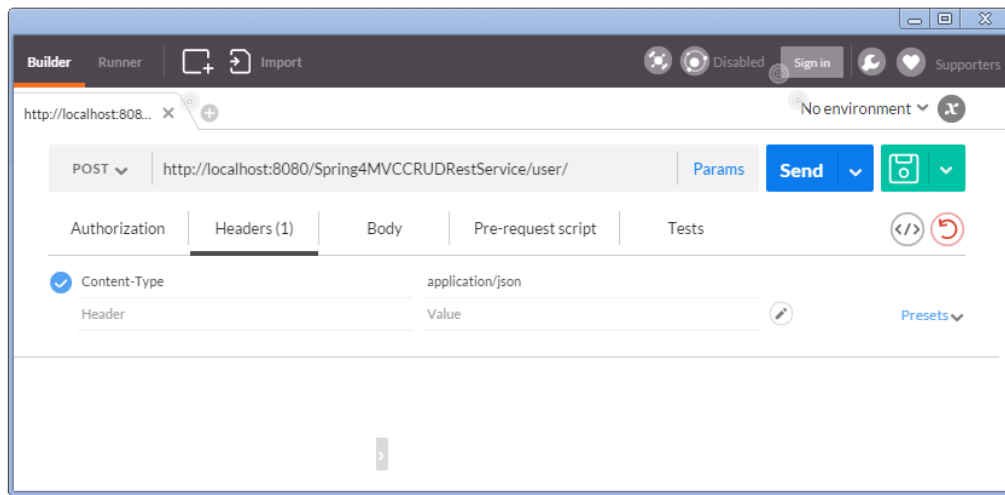 Builder Runner Import Disabled Sign in Supporters
http://localhost:808... No environment
POST http://localhost:8080/Spring4MVCCRUDRestService/user/ Params Send
Authorization Headers (1) Body Pre-request script Tests
Content-Type application/json
Header Value Presets